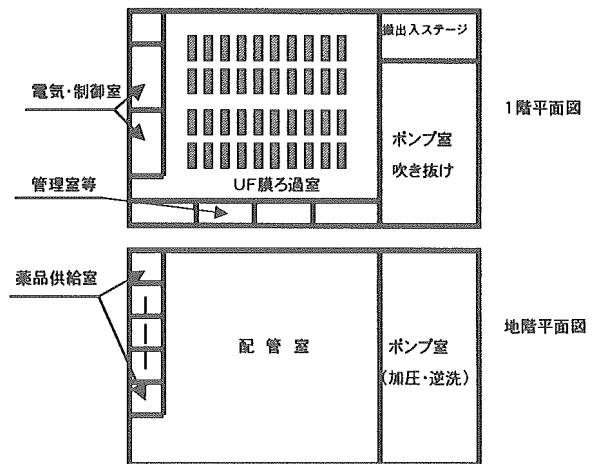 搬出入ステージ
電気・制御室
1階平面図
ポンプ室
吹き抜け
管理室等
UF膜ろ過室
薬品供給室
地階平面図
配管室
ポンプ室
(加圧・逆洗)